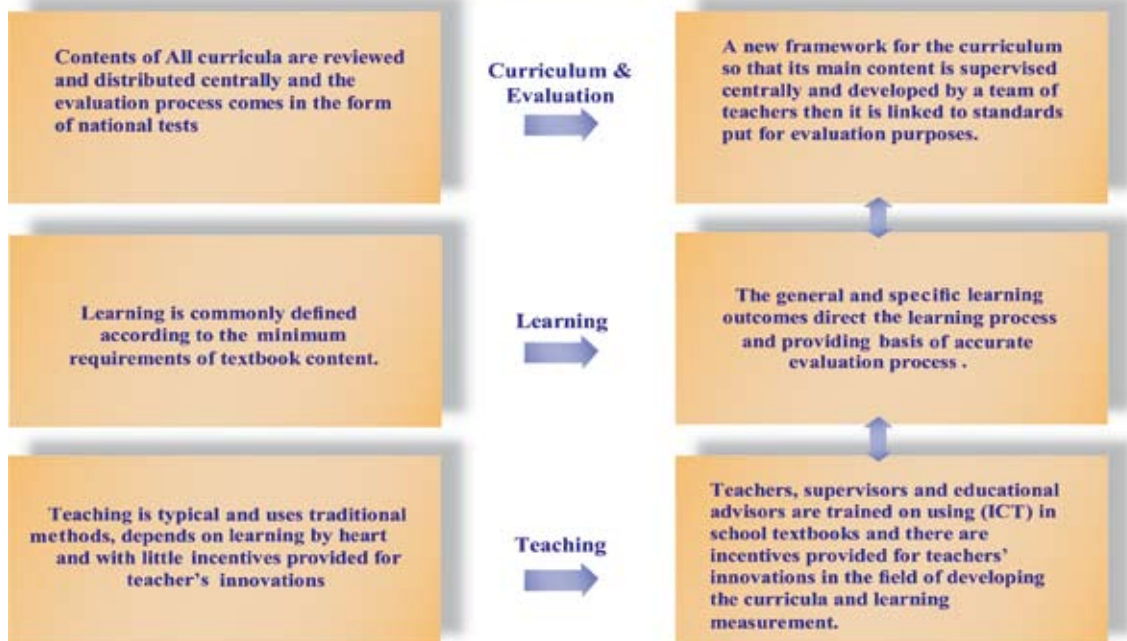 Contents of All curricula are reviewed
and distributed centrally and the
evaluation process comes in the form
of national tests
Curriculum &
Evaluation
A new framework for the curriculum
so that its main content is supervised
centrally and developed by a team of
teachers then it is linked to standards
put for evaluation purposes.
Learning is commonly defined
according to the minimum
requirements of textbook content.
Learning
The general and specific learning
outcomes direct the learning process
and providing basis of accurate
evaluation process .
Teaching is typical and uses traditional
methods, depends on learning by heart
and with little incentives provided for
teacher’s innovations
Teaching
Teachers, supervisors and educational
advisors are trained on using (ICT) in
school textbooks and there are
incentives provided for teachers’
innovations in the field of developing
the curricula and learning
measurement.